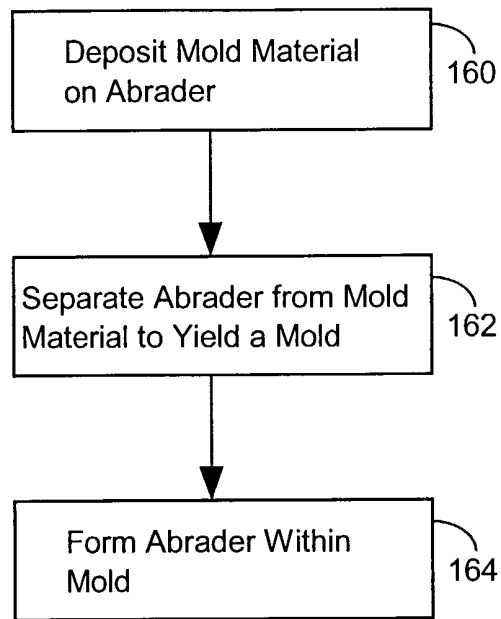 Deposit Mold Material
on Abrader
160
Separate Abrader from Mold
Material to Yield a Mold
162
Form Abrader Within
Mold
164